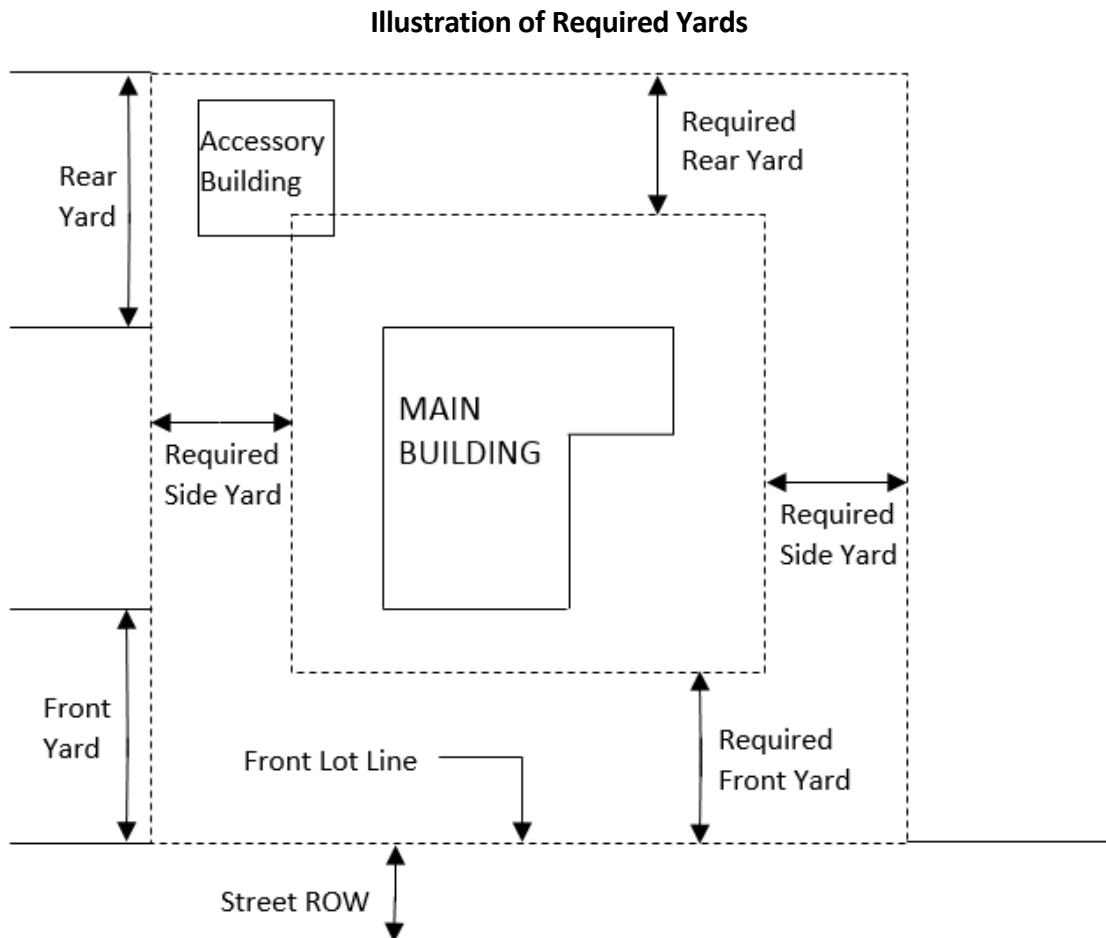 Illustration of Required Yards
Accessory
Building
Required
Rear Yard
Rear
Yard
MAIN
BUILDING
Required
Side Yard
Required
Side Yard
Front
Yard
Front Lot Line
Required
Front Yard
Street ROW